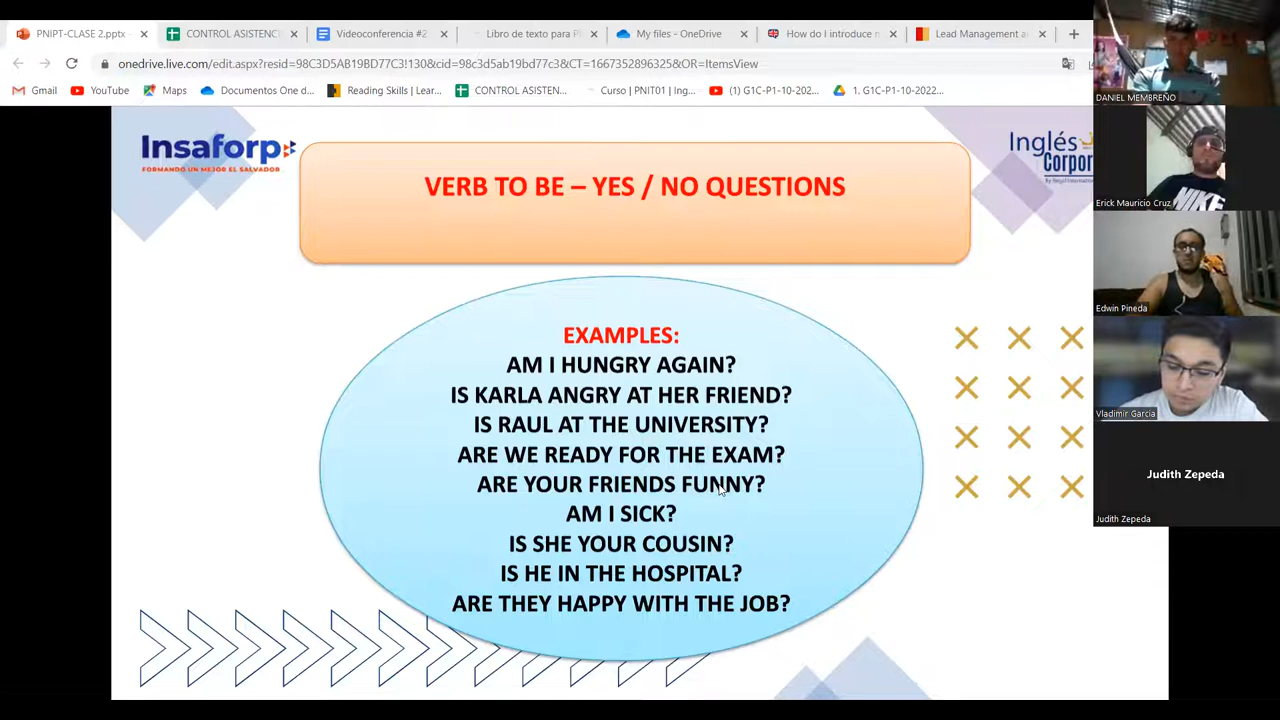 PNIPT-CLASE 2.pptx
CONTROL ASISTENC
Videoconferencia #2
Libro de texto para P
My files - OneDrive
How do I introduce
Lead Management a
onedrive.live.com/edit.aspx?resid=98C3D5AB19BD77C3!130&cid=98c3d5ab19bd77c3&CT=1667352896325&OR=ItemsView
Gmail
YouTube
Maps
Documentos One d...
Reading Skills | Lear...
CONTROL ASISTEN...
Curso | PNIT01 | Ing...
(1) G1C-P1-10-202...
1. G1C-P1-10-2022...
Insaforp
FORMANDO UN MEJOR EL SALVADOR
Inglés
Corpor
VERB TO BE – YES / NO QUESTIONS
EXAMPLES:
AM I HUNGRY AGAIN?
IS KARLA ANGRY AT HER FRIEND?
IS RAUL AT THE UNIVERSITY?
ARE WE READY FOR THE EXAM?
ARE YOUR FRIENDS FUNNY?
AM I SICK?
IS SHE YOUR COUSIN?
IS HE IN THE HOSPITAL?
ARE THEY HAPPY WITH THE JOB?
DANIEL MEMBREÑO
Erick Mauricio Cruz
NIKE
Edwin Pineda
Vladimir Garcia
Judith Zepeda
Judith Zepeda